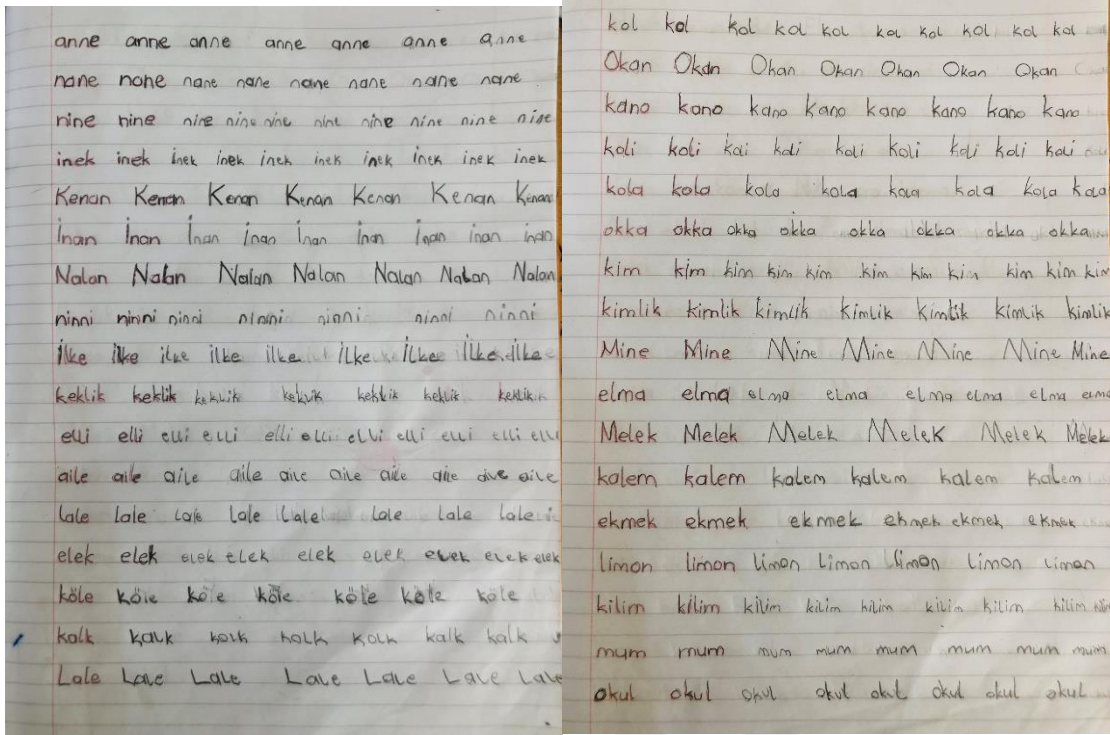 anne anne anne anne anne anne anne
nane nane nane nane nane nane nane nane
nine nine nine nine nine nine nine nine nine nine
inek inek inek inek inek inek inek inek inek inek
Kenan Kenan Kenan Kenan Kenan Kenan Kenan
İnan İnan İnan inan İnan İnan İnan inan inan
Nalan Nalan Nalan Nalan Nalan Nalan Nalan
ninni ninni ninni ninni ninni ninni ninni
İlke ilke ilke ilke ilke İlke İlke İlke ilke
keklik keklik keklik keklik keklik keklik keklik
elli elli elli elli elli elli elli elli elli elli elli
aile aile aile aile aile aile aile aile aile aile
Lale Lale Lale Lale Lale Lale Lale Lale
elek elek elek elek elek elek elek elek elek
köle köle köle köle köle köle köle
kalk kalk kalk kalk kalk kalk kalk
Lale Lale Lale Lale Lale Lale Lale
kol kol kol kol kol kol kol kol kol kol
Okan Okan Okan Okan Okan Okan Okan
kano kano kano kano kano kano kano kano
koli koli koli koli koli koli koli koli
kola kola kola kola kola kola kola kola
okka okka okka okka okka okka okka okka
kim kim kim kim kim kim kim kim kim kim kim
kimlik kimlik kimlik kimlik kimlik kimlik kimlik
Mine Mine Mine Mine Mine Mine Mine
elma elma elma elma elma elma elma elma
Melek Melek Melek Melek Melek Melek
kalem kalem kalem kalem kalem kalem
ekmek ekmek ekmek ekmek ekmek ekmek
limon limon limon limon limon limon limon
kilim kilim kilim kilim kilim kilim kilim kilim
mum mum mum mum mum mum mum mum
okul okul okul okul okul okul okul okul